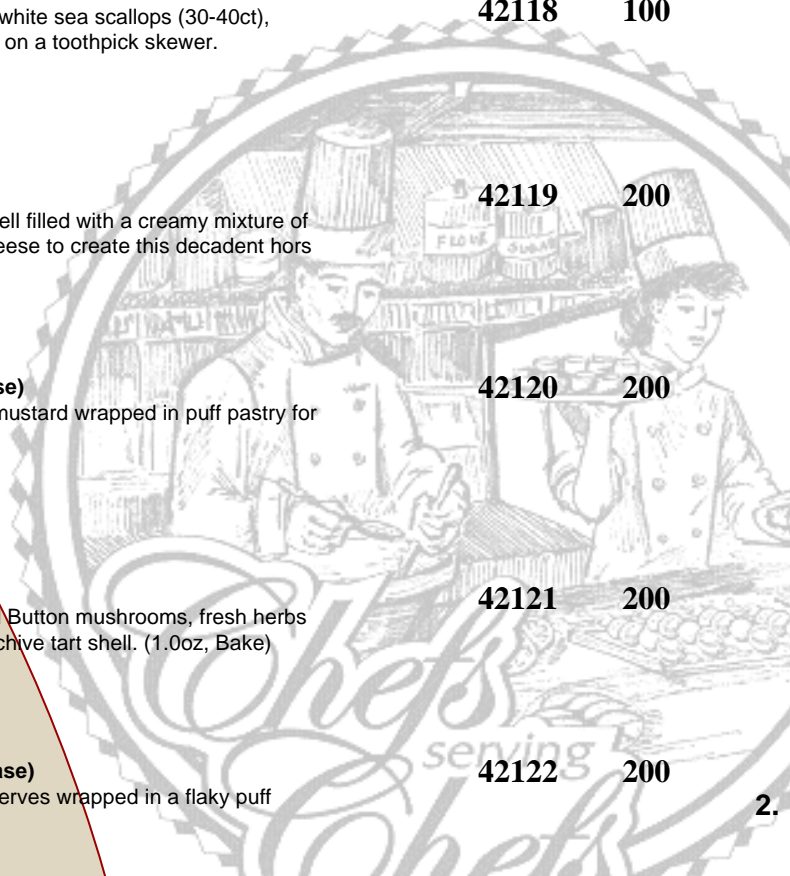 white sea scallops (30-40ct), 42118 100
on a toothpick skewer.
42119 200
ell filled with a creamy mixture of
eese to create this decadent hors
FLOUR SUGAR
se) 42120 200
mustard wrapped in puff pastry for
42121 200
Button mushrooms, fresh herbs
chive tart shell. (1.0oz, Bake)
Chefs
serving
ase) 42122 200
erves wrapped in a flaky puff
2.
Chefs